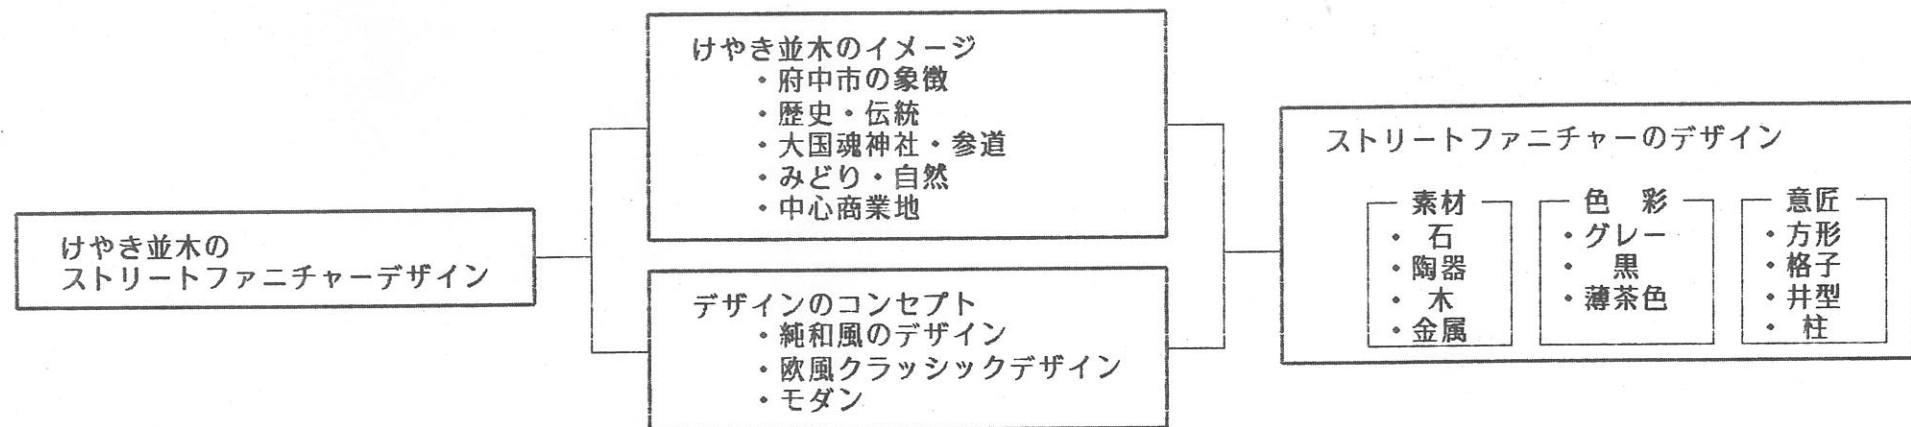 けやき並木の
ストリートファニチャーデザイン
けやき並木のイメージ
・府中市の象徴
・歴史・伝統
・大国魂神社・参道
・みどり・自然
・中心商業地
デザインのコンセプト
・純和風のデザイン
・欧風クラッシックデザイン
・モダン
ストリートファニチャーのデザイン
素材
・石
・陶器
・木
・金属
色 彩
・グレー
・黒
・薄茶色
意匠
・方形
・格子
・井型
・柱